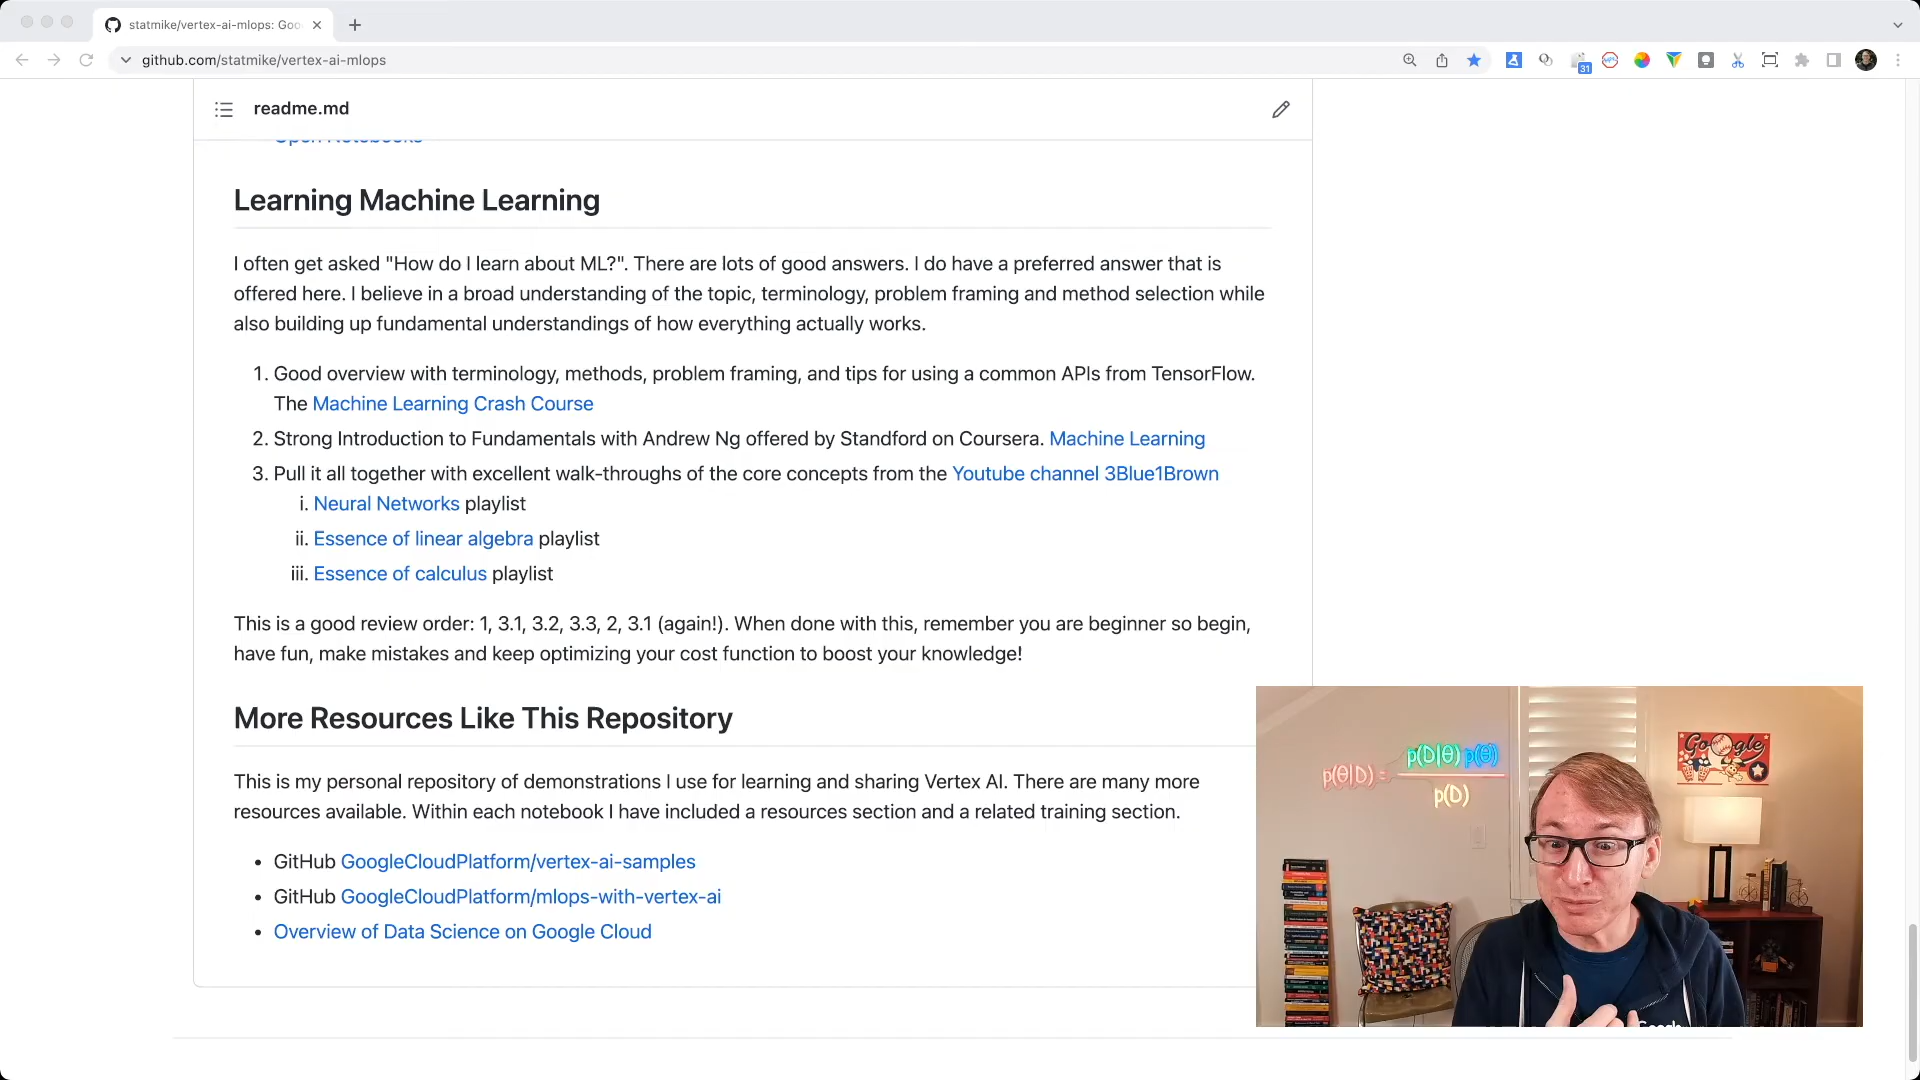 statmike/vertex-ai-mlops: Goo
github.com/statmike/vertex-ai-mlops
31
readme.md
Open Notebooks
Learning Machine Learning
I often get asked "How do I learn about ML?". There are lots of good answers. I do have a preferred answer that is
offered here. I believe in a broad understanding of the topic, terminology, problem framing and method selection while
also building up fundamental understandings of how everything actually works.
1. Good overview with terminology, methods, problem framing, and tips for using a common APIs from TensorFlow.
The Machine Learning Crash Course
2. Strong Introduction to Fundamentals with Andrew Ng offered by Standford on Coursera. Machine Learning
3. Pull it all together with excellent walk-throughs of the core concepts from the Youtube channel 3Blue1Brown
i. Neural Networks playlist
ii. Essence of linear algebra playlist
iii. Essence of calculus playlist
This is a good review order: 1, 3.1, 3.2, 3.3, 2, 3.1 (again!). When done with this, remember you are beginner so begin,
have fun, make mistakes and keep optimizing your cost function to boost your knowledge!
More Resources Like This Repository
This is my personal repository of demonstrations I use for learning and sharing Vertex AI. There are many more
resources available. Within each notebook I have included a resources section and a related training section.
• GitHub GoogleCloudPlatform/vertex-ai-samples
• GitHub GoogleCloudPlatform/mlops-with-vertex-ai
• Overview of Data Science on Google Cloud
p(D|θ) p(θ)
p(θ|D) =
p(D)
Google